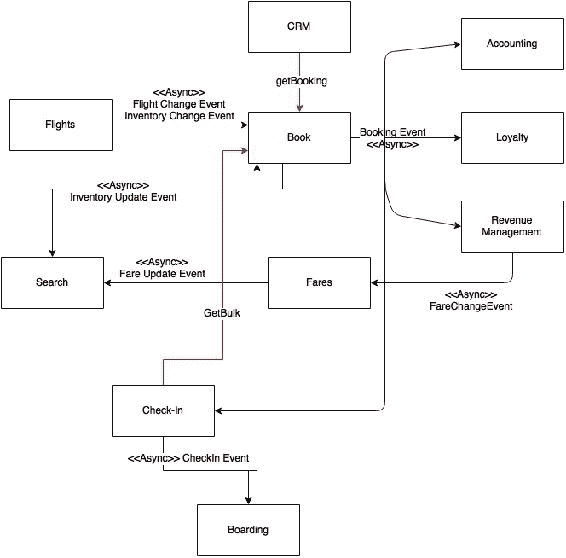 CRM
Accounting
getBooking
<<Async>>
Flight Change Event
Inventory Change Event
Flights
Book
Booking Event
<<Async>>
Loyalty
<<Async>>
Inventory Update Event
Revenue
Management
<<Async>>
Fare Update Event
Search
Fares
<<Async>>
FareChangeEvent
GetBulk
Check-In
<<Async>> CheckIn Event
Boarding